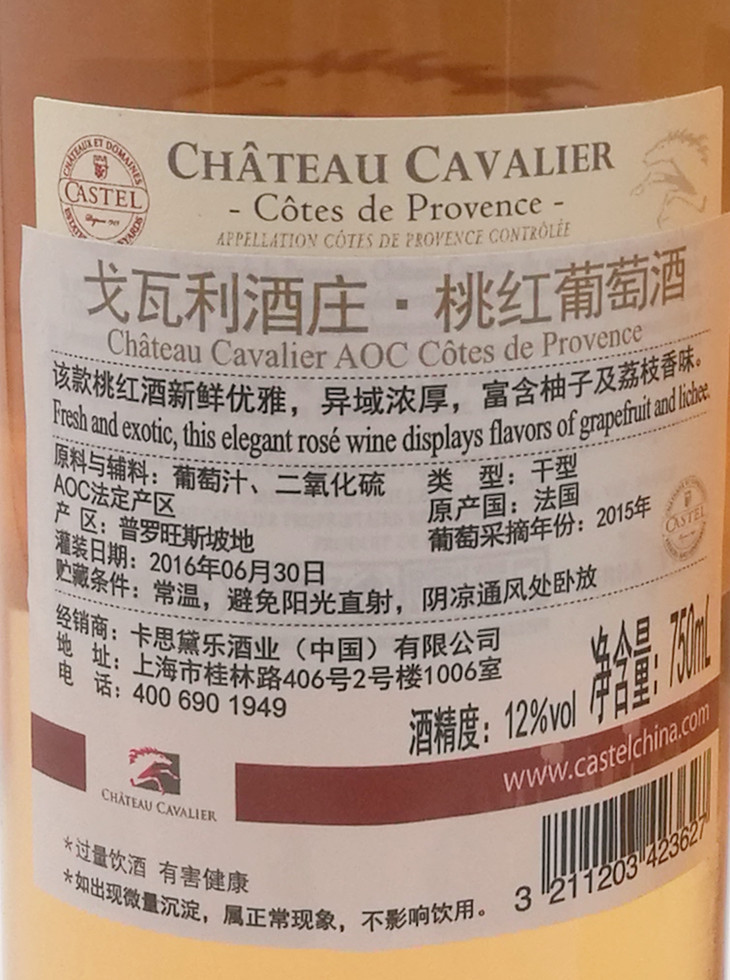 CHÂTEAUX ET DOMAINES
CASTEL
Depuis 1949
CHÂTEAU CAVALIER
- Côtes de Provence -
APPELLATION CÔTES DE PROVENCE CONTRÔLÉE
戈瓦利酒庄·桃红葡萄酒
Château Cavalier AOC Côtes de Provence
该款桃红酒新鲜优雅，异域浓厚，富含柚子及荔枝香味。
Fresh and exotic, this elegant rosé wine displays flavors of grapefruit and lichee.
原料与辅料：葡萄汁、二氧化硫 类 型：干型
AOC法定产区 原产国：法国
产 区：普罗旺斯坡地 葡萄采摘年份：2015年
灌装日期：2016年06月30日
贮藏条件：常温，避免阳光直射，阴凉通风处卧放
CASTEL
经销商：卡思黛乐酒业（中国）有限公司
地 址：上海市桂林路406号2号楼1006室
电 话：400 690 1949
酒精度：12%vol 净含量：750mL
www.castelchina.com
CHÂTEAU CAVALIER
*过量饮酒 有害健康
*如出现微量沉淀，属正常现象，不影响饮用。
3 211203 423627